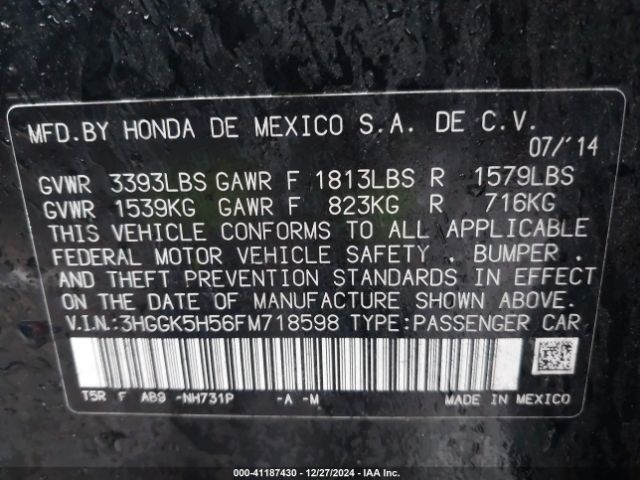 MFD.BY HONDA DE MEXICO S.A. DE C.V.
07/'14
GVWR 3393LBS GAWR F 1813LBS R 1579LBS
GVWR 1539KG GAWR F 823KG R 716KG
THIS VEHICLE CONFORMS TO ALL APPLICABLE
FEDERAL MOTOR VEHICLE SAFETY . BUMPER .
AND THEFT PREVENTION STANDARDS IN EFFECT
ON THE DATE OF MANUFACTURE SHOWN ABOVE.
V.I.N.:3HGGK5H56FM718598 TYPE:PASSENGER CAR
T5R F AB9 -NH731P -A -M MADE IN MEXICO
000-41187430 - 12/27/2024 - IAA Inc.